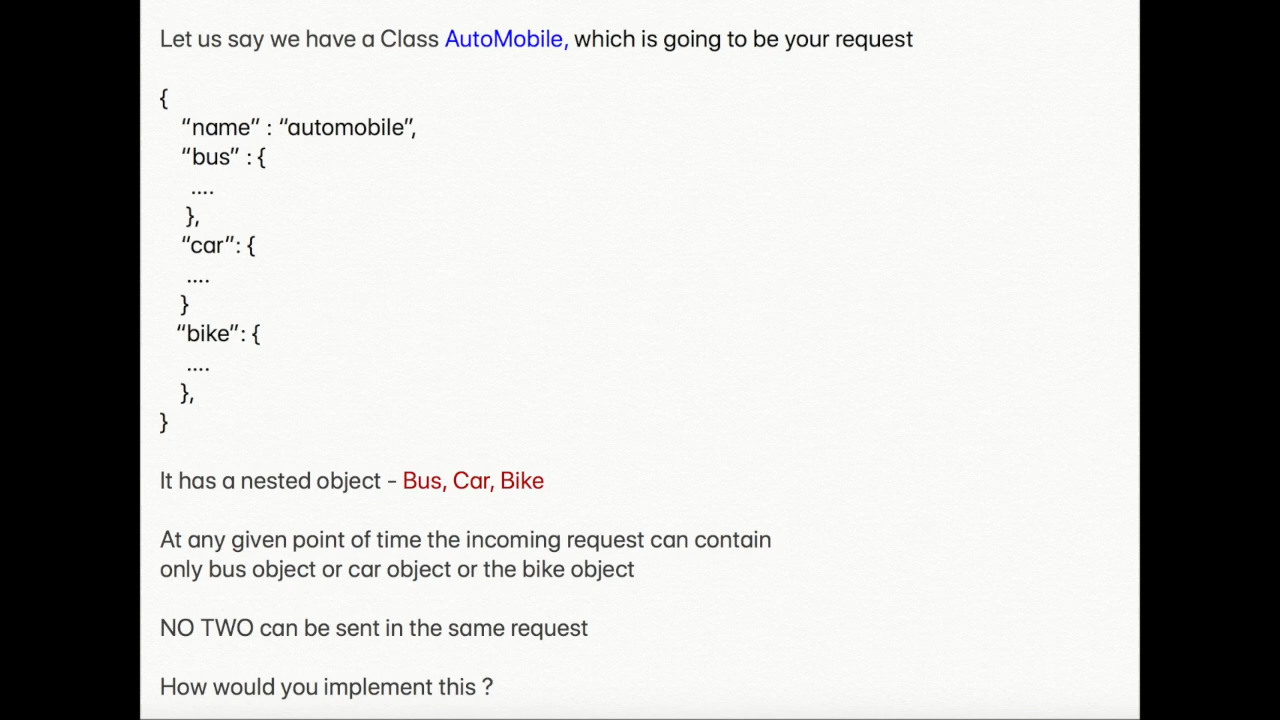 Let us say we have a Class AutoMobile, which is going to be your request
{
“name” : “automobile”,
“bus” : {
....
},
“car”: {
....
}
“bike”: {
....
},
}
It has a nested object - Bus, Car, Bike
At any given point of time the incoming request can contain
only bus object or car object or the bike object
NO TWO can be sent in the same request
How would you implement this ?